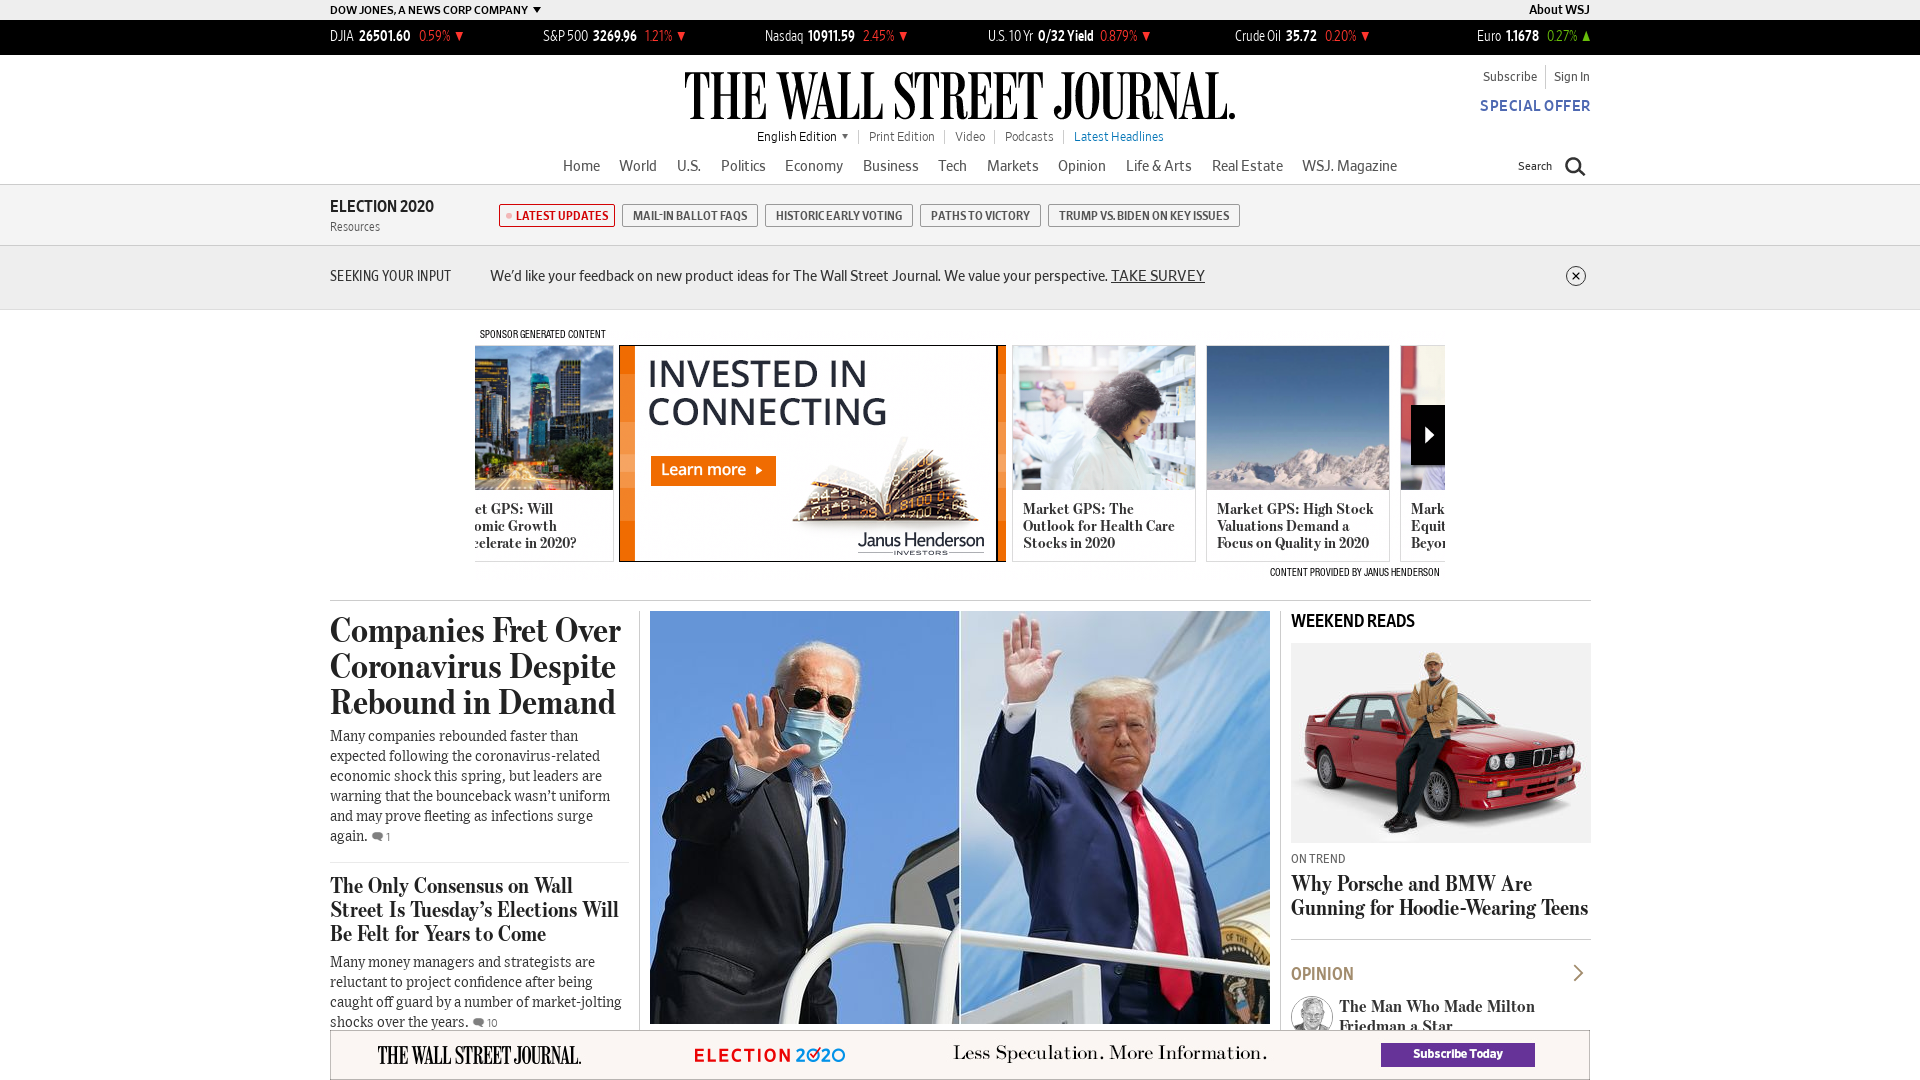 DOW JONES, A NEWS CORP COMPANY
About WSJ
DJIA 26501.60 0.59%
S&P 500 3269.96 1.21%
Nasdaq 10911.59 2.45%
U.S. 10 Yr 0/32 Yield 0.879%
Crude Oil 35.72 0.20%
Euro 1.1678 0.27%
THE WALL STREET JOURNAL.
Subscribe
Sign In
SPECIAL OFFER
English Edition
Print Edition
Video
Podcasts
Latest Headlines
Home World U.S. Politics Economy Business Tech Markets Opinion Life & Arts Real Estate WSJ. Magazine
Search
ELECTION 2020
Resources
LATEST UPDATES
MAIL-IN BALLOT FAQS
HISTORIC EARLY VOTING
PATHS TO VICTORY
TRUMP VS. BIDEN ON KEY ISSUES
SEEKING YOUR INPUT
We’d like your feedback on new product ideas for The Wall Street Journal. We value your perspective. TAKE SURVEY
SPONSOR GENERATED CONTENT
et GPS: Will
omic Growth
celerate in 2020?
INVESTED IN
CONNECTING
Learn more
Janus Henderson
INVESTORS
Market GPS: The
Outlook for Health Care
Stocks in 2020
Market GPS: High Stock
Valuations Demand a
Focus on Quality in 2020
Mark
Equit
Beyon
CONTENT PROVIDED BY JANUS HENDERSON
Companies Fret Over
Coronavirus Despite
Rebound in Demand
Many companies rebounded faster than
expected following the coronavirus-related
economic shock this spring, but leaders are
warning that the bounceback wasn’t uniform
and may prove fleeting as infections surge
again. 1
The Only Consensus on Wall
Street Is Tuesday’s Elections Will
Be Felt for Years to Come
Many money managers and strategists are
reluctant to project confidence after being
caught off guard by a number of market-jolting
shocks over the years. 10
WEEKEND READS
ON TREND
Why Porsche and BMW Are
Gunning for Hoodie-Wearing Teens
OPINION
The Man Who Made Milton
Friedman a Star
THE WALL STREET JOURNAL.
ELECTION 2020
Less Speculation. More Information.
Subscribe Today